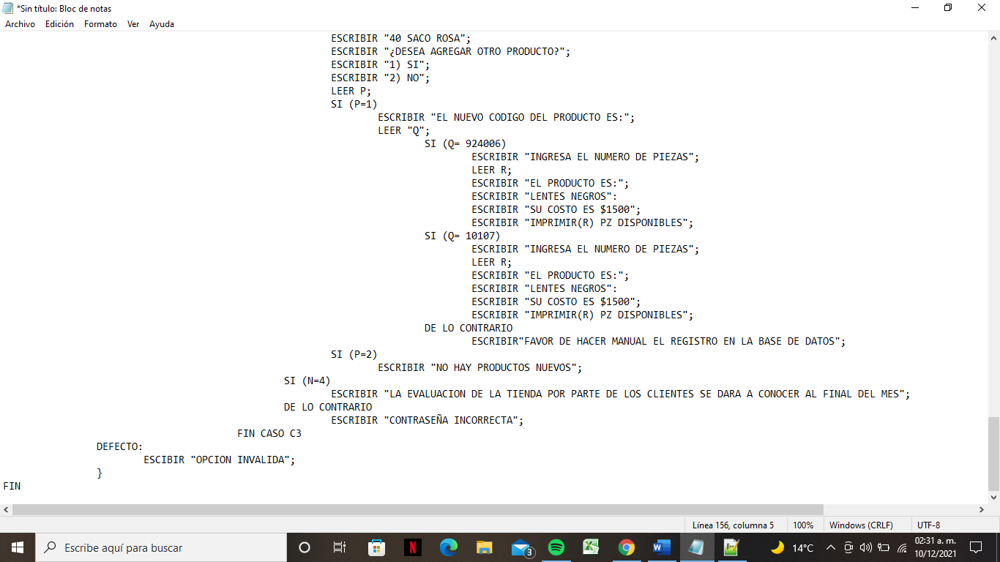 *Sin título: Bloc de notas
Archivo Edición Formato Ver Ayuda
ESCRIBIR "40 SACO ROSA";
ESCRIBIR "¿DESEA AGREGAR OTRO PRODUCTO?";
ESCRIBIR "1) SI";
ESCRIBIR "2) NO";
LEER P;
SI (P=1)
ESCRIBIR "EL NUEVO CODIGO DEL PRODUCTO ES:";
LEER "Q";
SI (Q= 924006)
ESCRIBIR "INGRESA EL NUMERO DE PIEZAS";
LEER R;
ESCRIBIR "EL PRODUCTO ES:";
ESCRIBIR "LENTES NEGROS":
ESCRIBIR "SU COSTO ES $1500";
ESCRIBIR "IMPRIMIR(R) PZ DISPONIBLES";
SI (Q= 10107)
ESCRIBIR "INGRESA EL NUMERO DE PIEZAS";
LEER R;
ESCRIBIR "EL PRODUCTO ES:";
ESCRIBIR "LENTES NEGROS":
ESCRIBIR "SU COSTO ES $1500";
ESCRIBIR "IMPRIMIR(R) PZ DISPONIBLES";
DE LO CONTRARIO
ESCRIBIR"FAVOR DE HACER MANUAL EL REGISTRO EN LA BASE DE DATOS";
SI (P=2)
ESCRIBIR "NO HAY PRODUCTOS NUEVOS";
SI (N=4)
ESCRIBIR "LA EVALUACION DE LA TIENDA POR PARTE DE LOS CLIENTES SE DARA A CONOCER AL FINAL DEL MES";
DE LO CONTRARIO
ESCRIBIR "CONTRASEÑA INCORRECTA";
FIN CASO C3
DEFECTO:
ESCIBIR "OPCION INVALIDA";
}
FIN
Línea 156, columna 5 100% Windows (CRLF) UTF-8
Escribe aquí para buscar
N
3
14°C
02:31 a. m.
10/12/2021